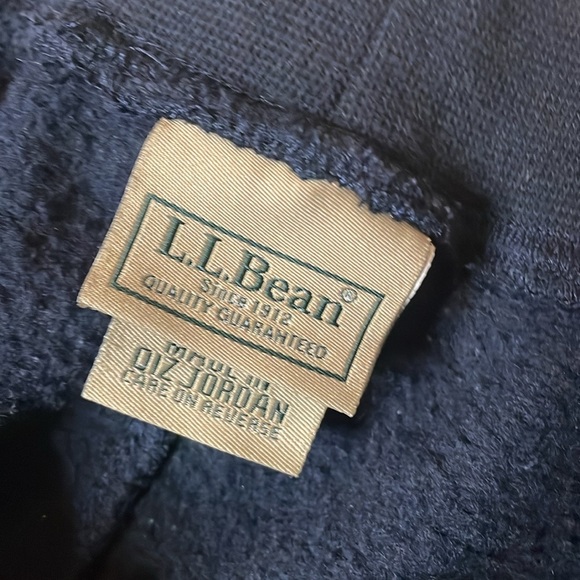 L.L.Bean®
Since 1912
QUALITY GUARANTEED
MADE IN
QIZ JORDAN
CARE ON REVERSE